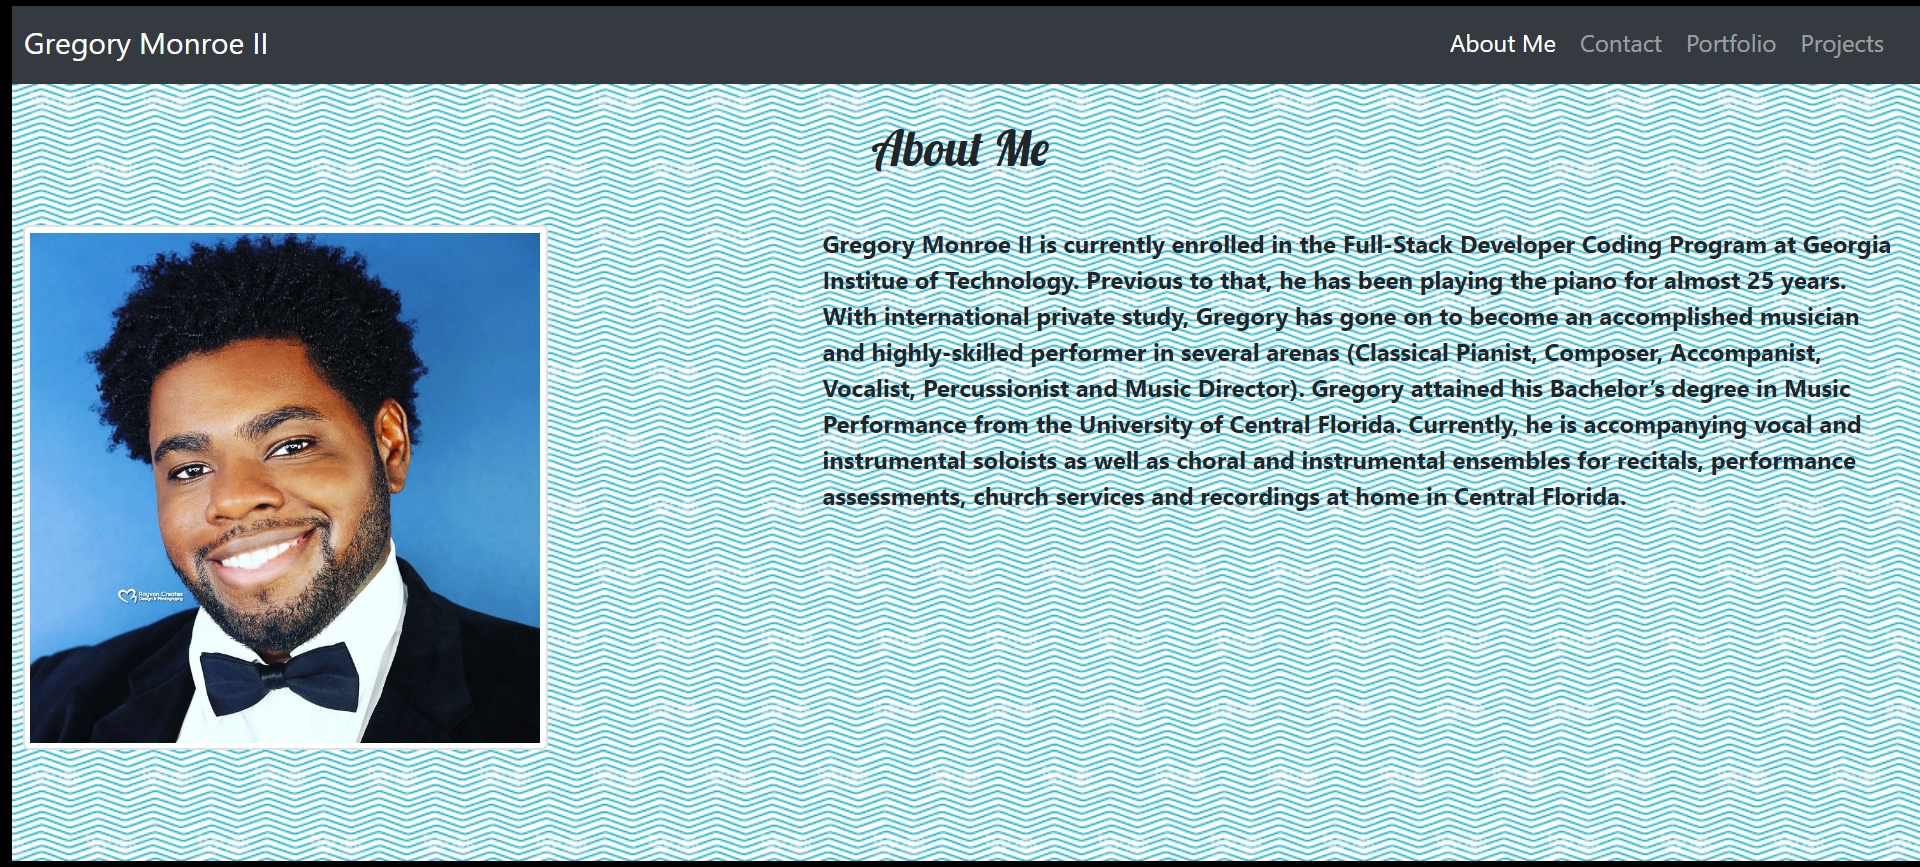 Gregory Monroe II
About Me Contact Portfolio Projects
About Me
Gregory Monroe II is currently enrolled in the Full-Stack Developer Coding Program at Georgia
Institue of Technology. Previous to that, he has been playing the piano for almost 25 years.
With international private study, Gregory has gone on to become an accomplished musician
and highly-skilled performer in several arenas (Classical Pianist, Composer, Accompanist,
Vocalist, Percussionist and Music Director). Gregory attained his Bachelor’s degree in Music
Performance from the University of Central Florida. Currently, he is accompanying vocal and
instrumental soloists as well as choral and instrumental ensembles for recitals, performance
assessments, church services and recordings at home in Central Florida.
Rayvon Creates
Design & Photography